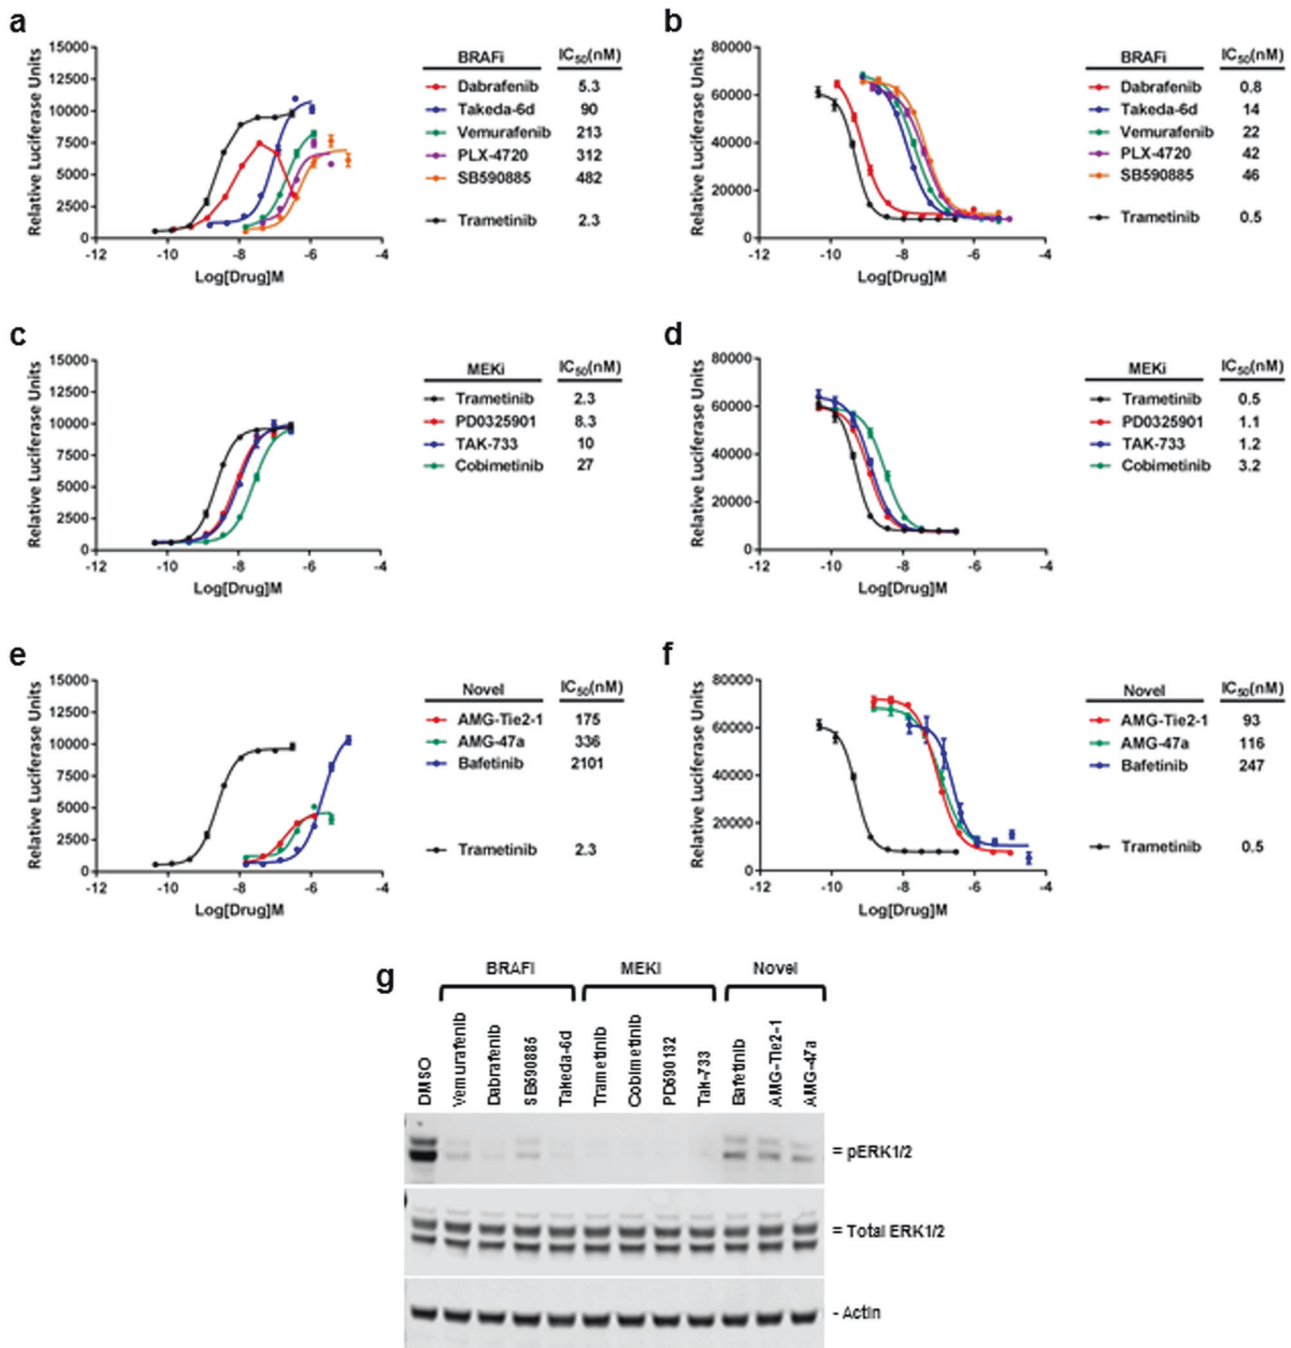 a
15000
12500
10000
7500
5000
2500
0
-12 -10 -8 -6 -4
Relative Luciferase Units
Log[Drug]M
BRAFi IC50(nM)
Dabrafenib 5.3
Takeda-6d 90
Vemurafenib 213
PLX-4720 312
SB590885 482
Trametinib 2.3
b
80000
60000
40000
20000
0
-12 -10 -8 -6 -4
Relative Luciferase Units
Log[Drug]M
BRAFi IC50(nM)
Dabrafenib 0.8
Takeda-6d 14
Vemurafenib 22
PLX-4720 42
SB590885 46
Trametinib 0.5
c
15000
12500
10000
7500
5000
2500
0
-12 -10 -8 -6 -4
Relative Luciferase Units
Log[Drug]M
MEKi IC50(nM)
Trametinib 2.3
PD0325901 8.3
TAK-733 10
Cobimetinib 27
d
80000
60000
40000
20000
0
-12 -10 -8 -6 -4
Relative Luciferase Units
Log[Drug]M
MEKi IC50(nM)
Trametinib 0.5
PD0325901 1.1
TAK-733 1.2
Cobimetinib 3.2
e
15000
12500
10000
7500
5000
2500
0
-12 -10 -8 -6 -4
Relative Luciferase Units
Log[Drug]M
Novel IC50(nM)
AMG-Tie2-1 175
AMG-47a 336
Bafetinib 2101
Trametinib 2.3
f
80000
60000
40000
20000
0
-12 -10 -8 -6 -4
Relative Luciferase Units
Log[Drug]M
Novel IC50(nM)
AMG-Tie2-1 93
AMG-47a 116
Bafetinib 247
Trametinib 0.5
g
BRAFi MEKi Novel
DMSO
Vemurafenib
Dabrafenib
SB590885
Takeda-6d
Trametinib
Cobimetinib
PD590132
Tak-733
Bafetinib
AMG-Tie2-1
AMG-47a
= pERK1/2
= Total ERK1/2
- Actin